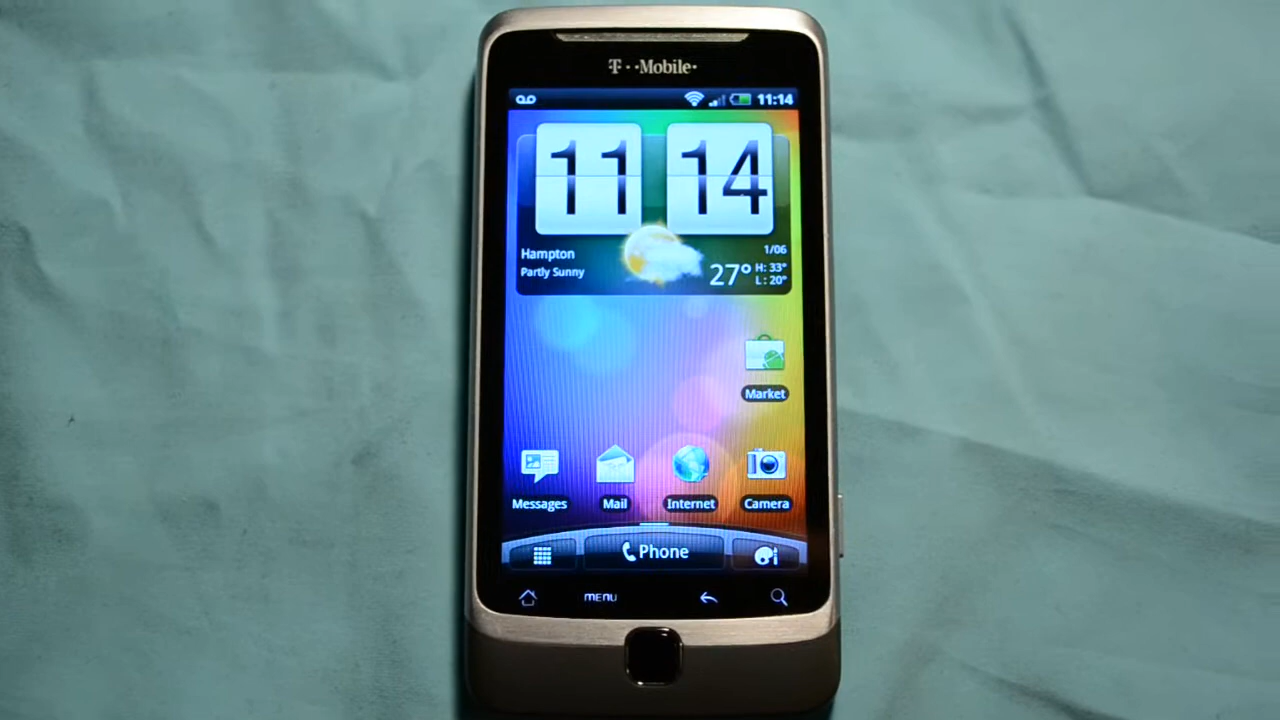 T··Mobile·
11:14
11 14
Hampton
1/06
Partly Sunny
27° H: 33°
L: 20°
Market
Messages Mail Internet Camera
Phone
MENU